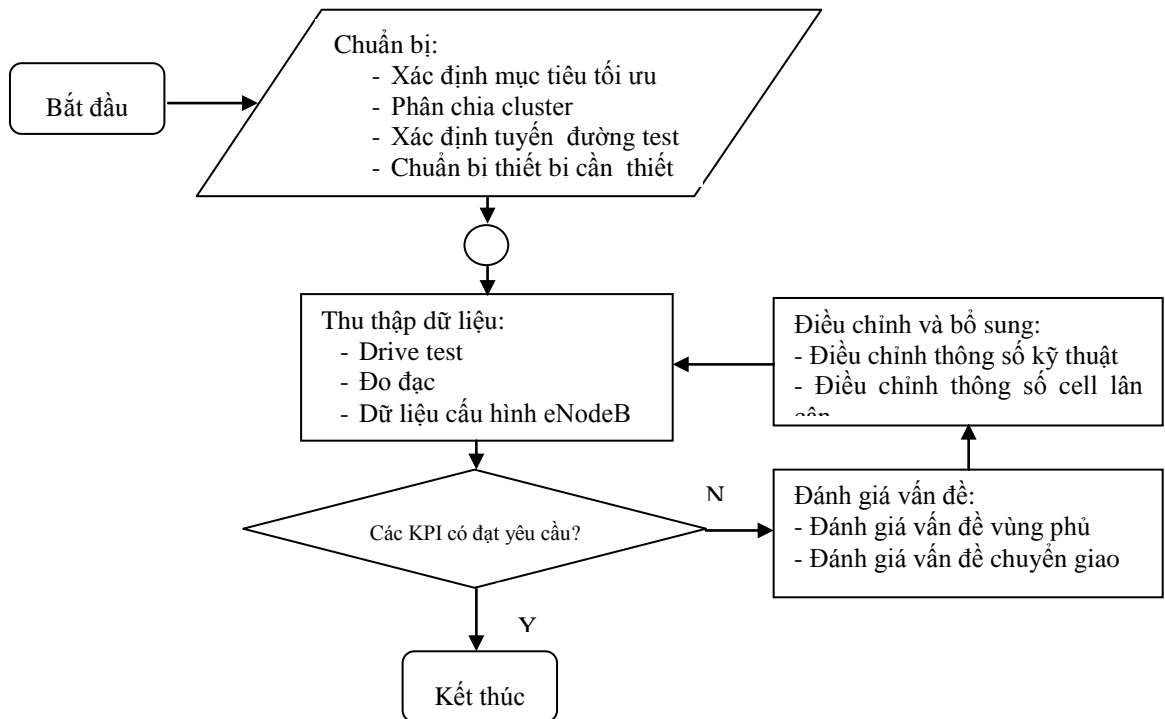 Bắt đầu
Chuẩn bị:
- Xác định mục tiêu tối ưu
- Phân chia cluster
- Xác định tuyến đường test
- Chuẩn bi thiết bi cần thiết
Thu thập dữ liệu:
- Drive test
- Đo đạc
- Dữ liệu cấu hình eNodeB
Điều chỉnh và bổ sung:
- Điều chỉnh thông số kỹ thuật
- Điều chỉnh thông số cell lân
Các KPI có đạt yêu cầu?
N
Đánh giá vấn đề:
- Đánh giá vấn đề vùng phủ
- Đánh giá vấn đề chuyển giao
Y
Kết thúc